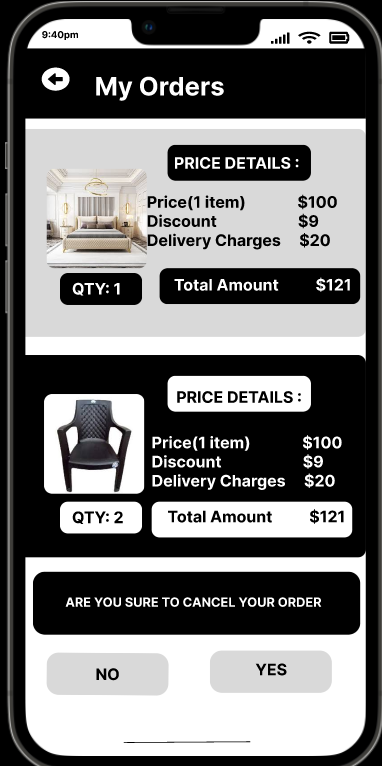 9:40pm
My Orders
PRICE DETAILS :
Price(1 item) $100
Discount $9
Delivery Charges $20
QTY: 1
Total Amount $121
PRICE DETAILS :
Price(1 item) $100
Discount $9
Delivery Charges $20
QTY: 2
Total Amount $121
ARE YOU SURE TO CANCEL YOUR ORDER
NO
YES